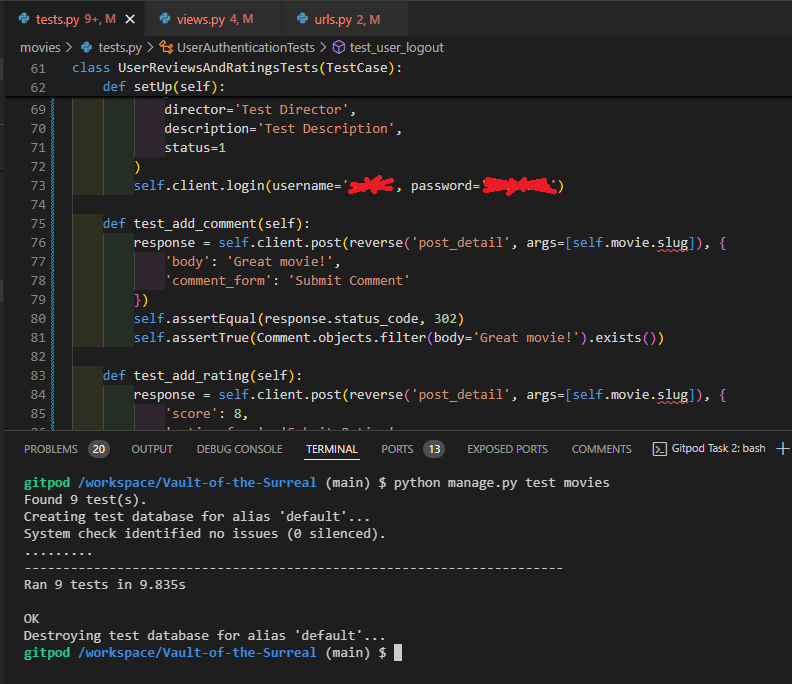 tests.py 9+, M views.py 4, M urls.py 2, M
movies > tests.py > UserAuthenticationTests > test_user_logout
61 class UserReviewsAndRatingsTests(TestCase):
62 def setUp(self):
69 director='Test Director',
70 description='Test Description',
71 status=1
72 )
73 self.client.login(username=' , password=' ')
74
75 def test_add_comment(self):
76 response = self.client.post(reverse('post_detail', args=[self.movie.slug]), {
77 'body': 'Great movie!',
78 'comment_form': 'Submit Comment'
79 })
80 self.assertEqual(response.status_code, 302)
81 self.assertTrue(Comment.objects.filter(body='Great movie!').exists())
82
83 def test_add_rating(self):
84 response = self.client.post(reverse('post_detail', args=[self.movie.slug]), {
85 'score': 8,
PROBLEMS 20 OUTPUT DEBUG CONSOLE TERMINAL PORTS 13 EXPOSED PORTS COMMENTS Gitpod Task 2: bash
gitpod /workspace/Vault-of-the-Surreal (main) $ python manage.py test movies
Found 9 test(s).
Creating test database for alias 'default'...
System check identified no issues (0 silenced).
.........
----------------------------------------------------------------------
Ran 9 tests in 9.835s
OK
Destroying test database for alias 'default'...
gitpod /workspace/Vault-of-the-Surreal (main) $